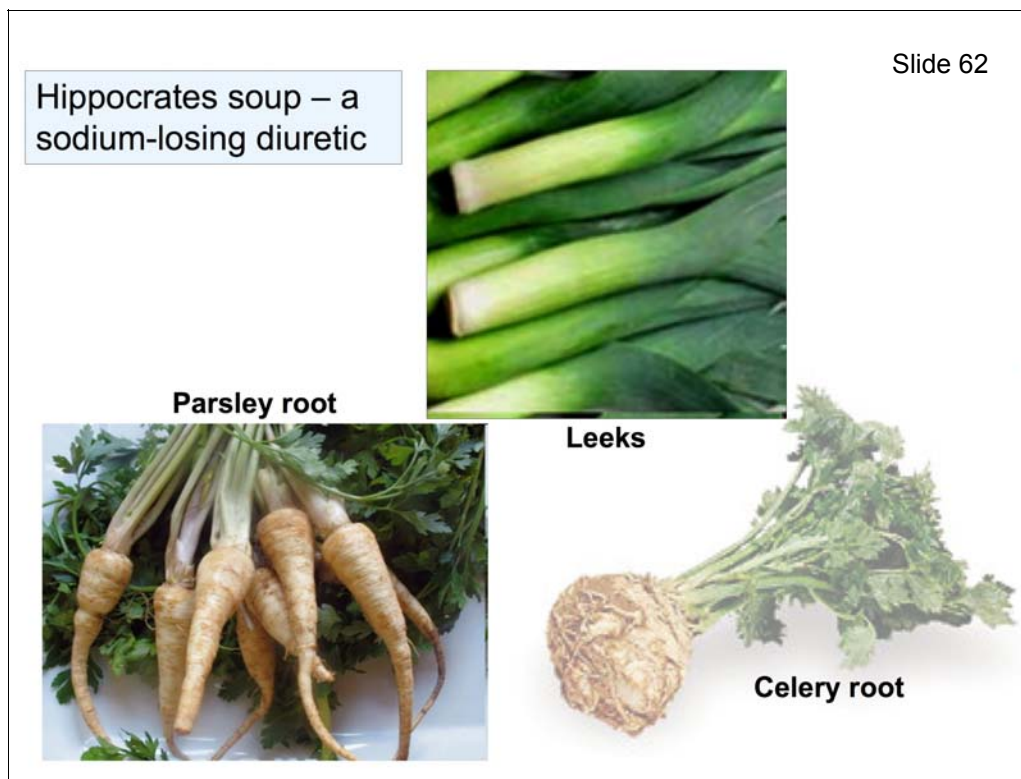 Slide 62
Hippocrates soup – a
sodium-losing diuretic
Parsley root
Leeks
Celery root